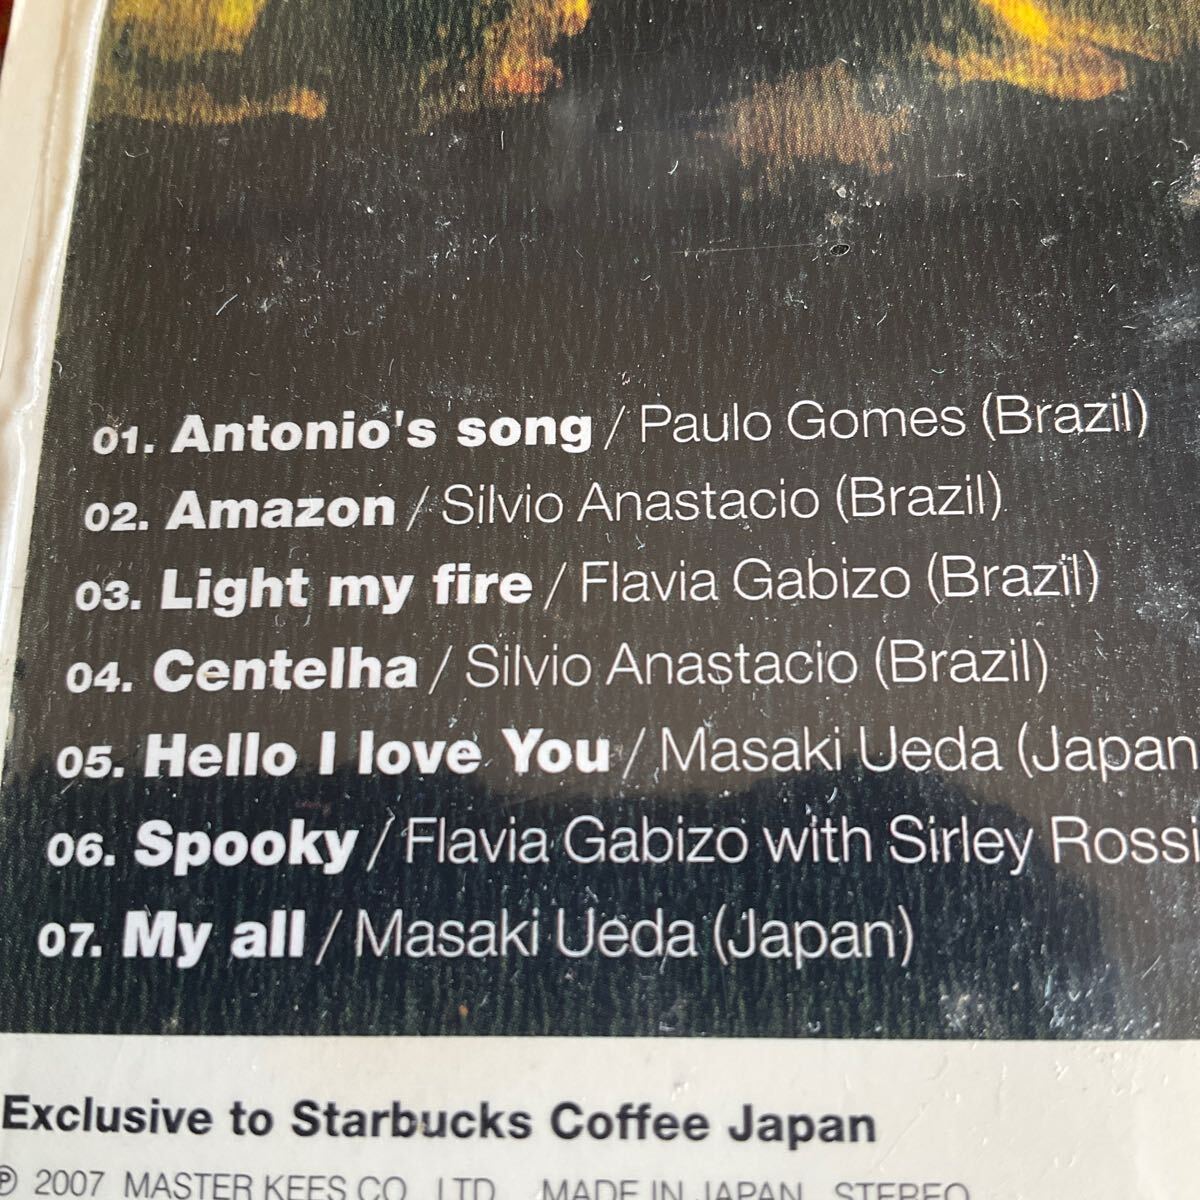 01. Antonio's song / Paulo Gomes (Brazil)
02. Amazon / Silvio Anastacio (Brazil)
03. Light my fire / Flavia Gabizo (Brazil)
04. Centelha / Silvio Anastacio (Brazil)
05. Hello I love You / Masaki Ueda (Japan
06. Spooky / Flavia Gabizo with Sirley Rossi
07. My all / Masaki Ueda (Japan)
Exclusive to Starbucks Coffee Japan
℗ 2007 MASTER KEES CO., LTD. MADE IN JAPAN STEREO